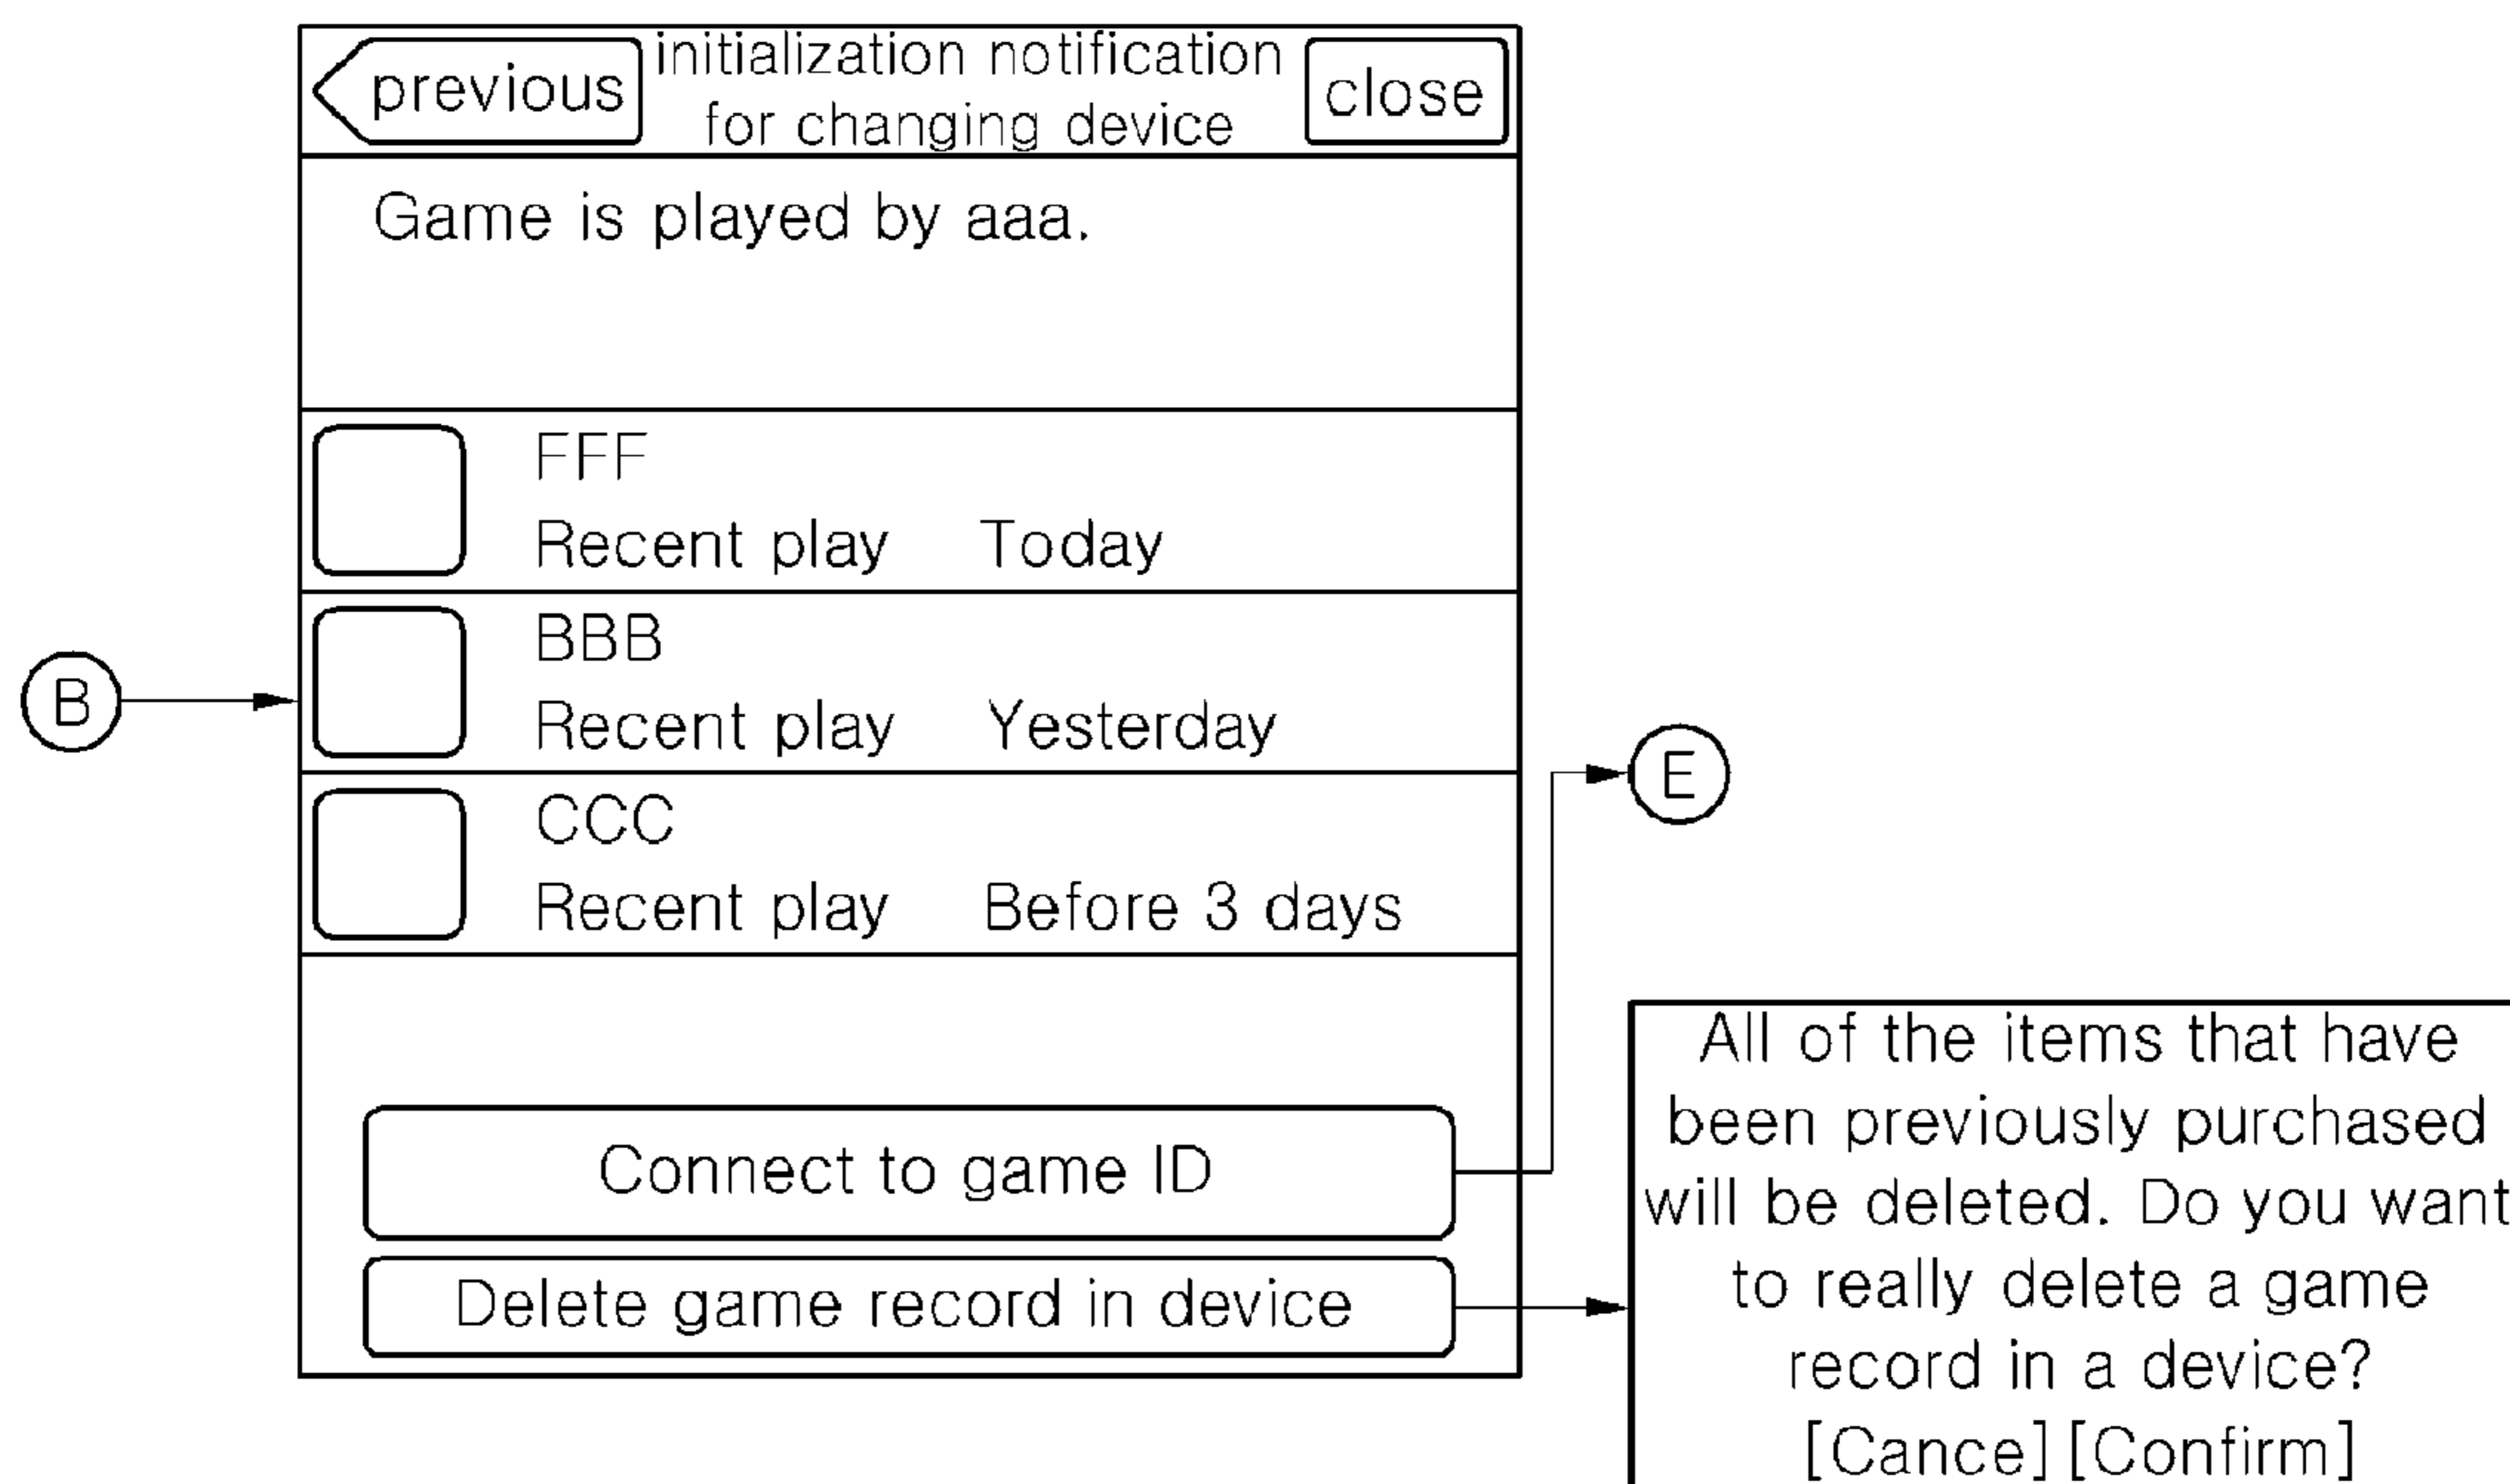 previous
initialization notification
for changing device
close
Game is played by aaa.
FFF
Recent play Today
BBB
Recent play Yesterday
B
CCC
Recent play Before 3 days
E
Connect to game ID
Delete game record in device
All of the items that have
been previously purchased
will be deleted. Do you want
to really delete a game
record in a device?
[Cance] [Confirm]